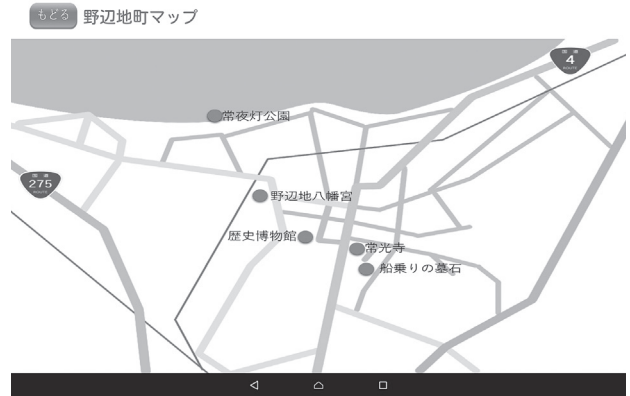 もどる 野辺地町マップ
国道
4
ROUTE
常夜灯公園
国道
275
ROUTE
野辺地八幡宮
歴史博物館
常光寺
船乗りの墓石